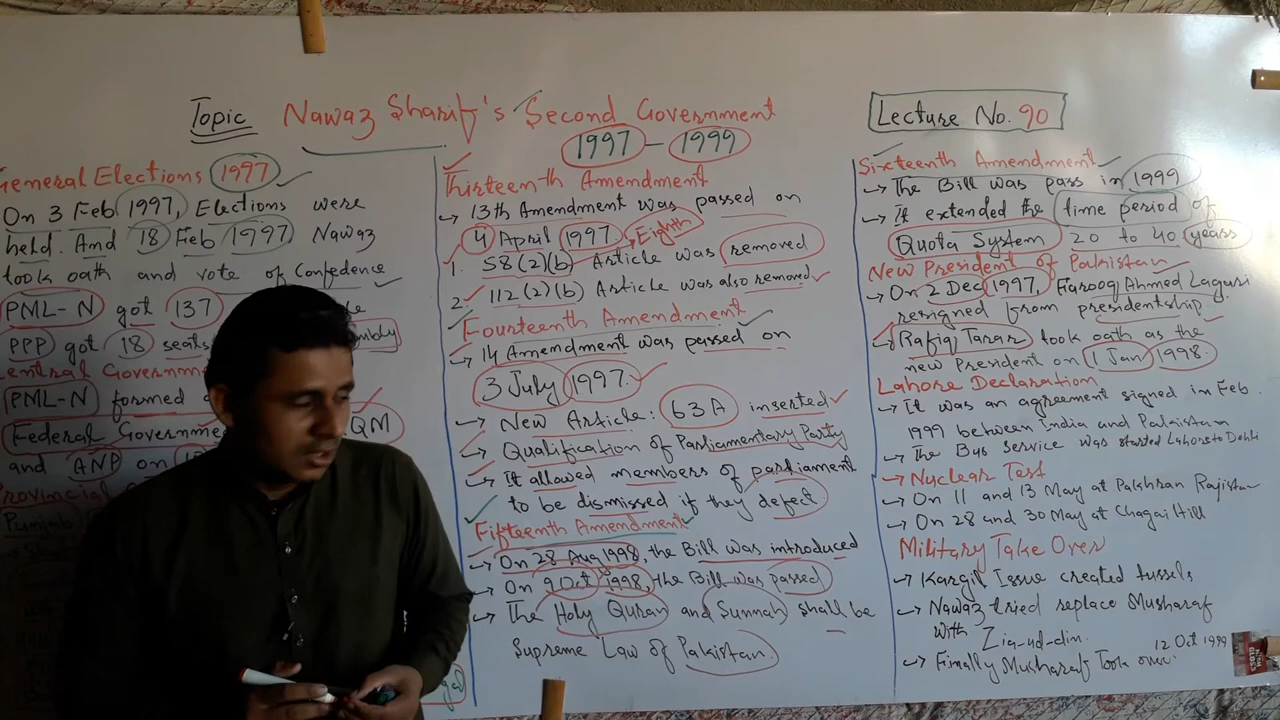 Topic Nawaz Sharif's Second Government
1997 - 1999
Lecture No. 90
General Elections 1997
On 3 Feb 1997, Elections were
held. And 18 Feb 1997 Nawaz
took oath and vote of Confedence
PML-N got 137
PPP got 18 seats
Central Governme
PML-N formed
Federal Governme QM
and ANP on
Provincial
Punjab
Thirteenth Amendment
→ 13th Amendment was passed on
4 April 1997 → Eighth
1. 58(2)(b) Article was removed
2. 112(2)(b) Article was also removed
Fourteenth Amendment
→ 14 Amendment was passed on
3 July 1997.
→ New Article: 63A inserted
→ Qualification of Parliamentary Party
→ It allowed members of parliament
to be dismissed if they defect
Fifteenth Amendment
→ On 28 Aug 1998, the Bill was introduced
→ On 9 Oct 1998, the Bill was passed
→ The Holy Quran and Sunnah shall be
Supreme Law of Pakistan
Sixteenth Amendment
→ The Bill was pass in 1999
→ It extended the time period of
Quota System 20 to 40 years
New President of Pakistan
→ On 2 Dec 1997, Farooq Ahmed Lagari
resigned from presidentship.
→ Rafiq Tarar took oath as the
new President on 1 Jan 1998.
Lahore Declaration
→ It was an agreement signed in Feb
1999 between India and Pakistan
→ The Bus Service was started Lahore to Dehli
→ Nuclear Test
→ On 11 and 13 May at Pakhran Rajistan
→ On 28 and 30 May at Chagai Hill
Military Take Over
→ Kargil Issue created tussels
→ Nawaz tried replace Musharaf
with Zia-ud-din.
→ Finally Musharaf Took over. 12 Oct 1999